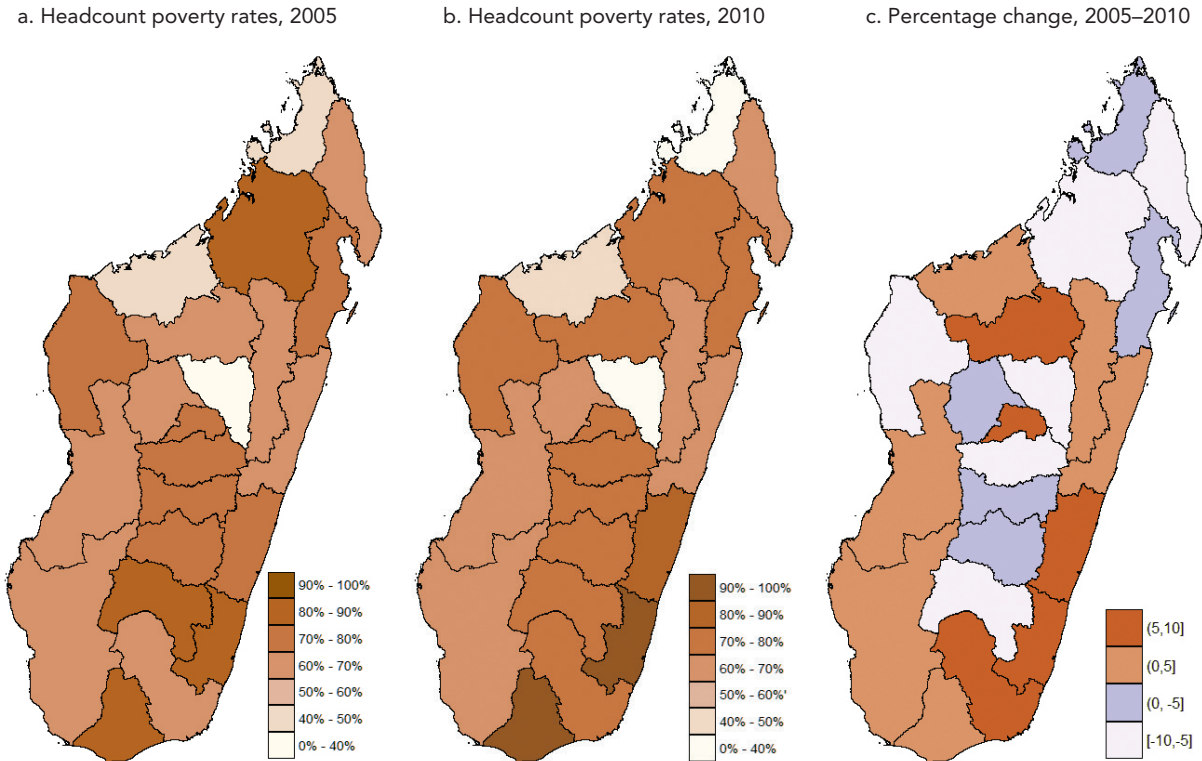 a. Headcount poverty rates, 2005
b. Headcount poverty rates, 2010
c. Percentage change, 2005–2010
90% - 100%
80% - 90%
70% - 80%
60% - 70%
50% - 60%
40% - 50%
0% - 40%
90% - 100%
80% - 90%
70% - 80%
60% - 70%
50% - 60%'
40% - 50%
0% - 40%
(5,10]
(0,5]
(0, -5]
[-10,-5]